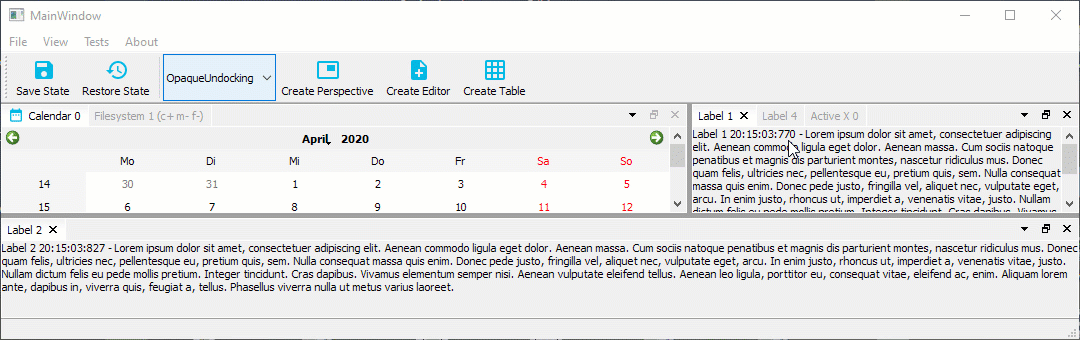 MainWindow
File View Tests About
Save State Restore State OpaqueUndocking Create Perspective Create Editor Create Table
Calendar 0 Filesystem 1 (c+ m- f-)
April, 2020
Mo Di Mi Do Fr Sa So
14 30 31 1 2 3 4 5
15 6 7 8 9 10 11 12
Label 1 Label 4 Active X 0
Label 1 20:15:03:770 - Lorem ipsum dolor sit amet, consectetuer adipiscing
elit. Aenean commodo ligula eget dolor. Aenean massa. Cum sociis natoque
penatibus et magnis dis parturient montes, nascetur ridiculus mus. Donec
quam felis, ultricies nec, pellentesque eu, pretium quis, sem. Nulla consequat
massa quis enim. Donec pede justo, fringilla vel, aliquet nec, vulputate eget,
arcu. In enim justo, rhoncus ut, imperdiet a, venenatis vitae, justo. Nullam
dictum felis eu pede mollis pretium. Integer tincidunt. Cras dapibus. Vivamus
Label 2
Label 2 20:15:03:827 - Lorem ipsum dolor sit amet, consectetuer adipiscing elit. Aenean commodo ligula eget dolor. Aenean massa. Cum sociis natoque penatibus et magnis dis parturient montes, nascetur ridiculus mus. Donec
quam felis, ultricies nec, pellentesque eu, pretium quis, sem. Nulla consequat massa quis enim. Donec pede justo, fringilla vel, aliquet nec, vulputate eget, arcu. In enim justo, rhoncus ut, imperdiet a, venenatis vitae, justo.
Nullam dictum felis eu pede mollis pretium. Integer tincidunt. Cras dapibus. Vivamus elementum semper nisi. Aenean vulputate eleifend tellus. Aenean leo ligula, porttitor eu, consequat vitae, eleifend ac, enim. Aliquam lorem
ante, dapibus in, viverra quis, feugiat a, tellus. Phasellus viverra nulla ut metus varius laoreet.